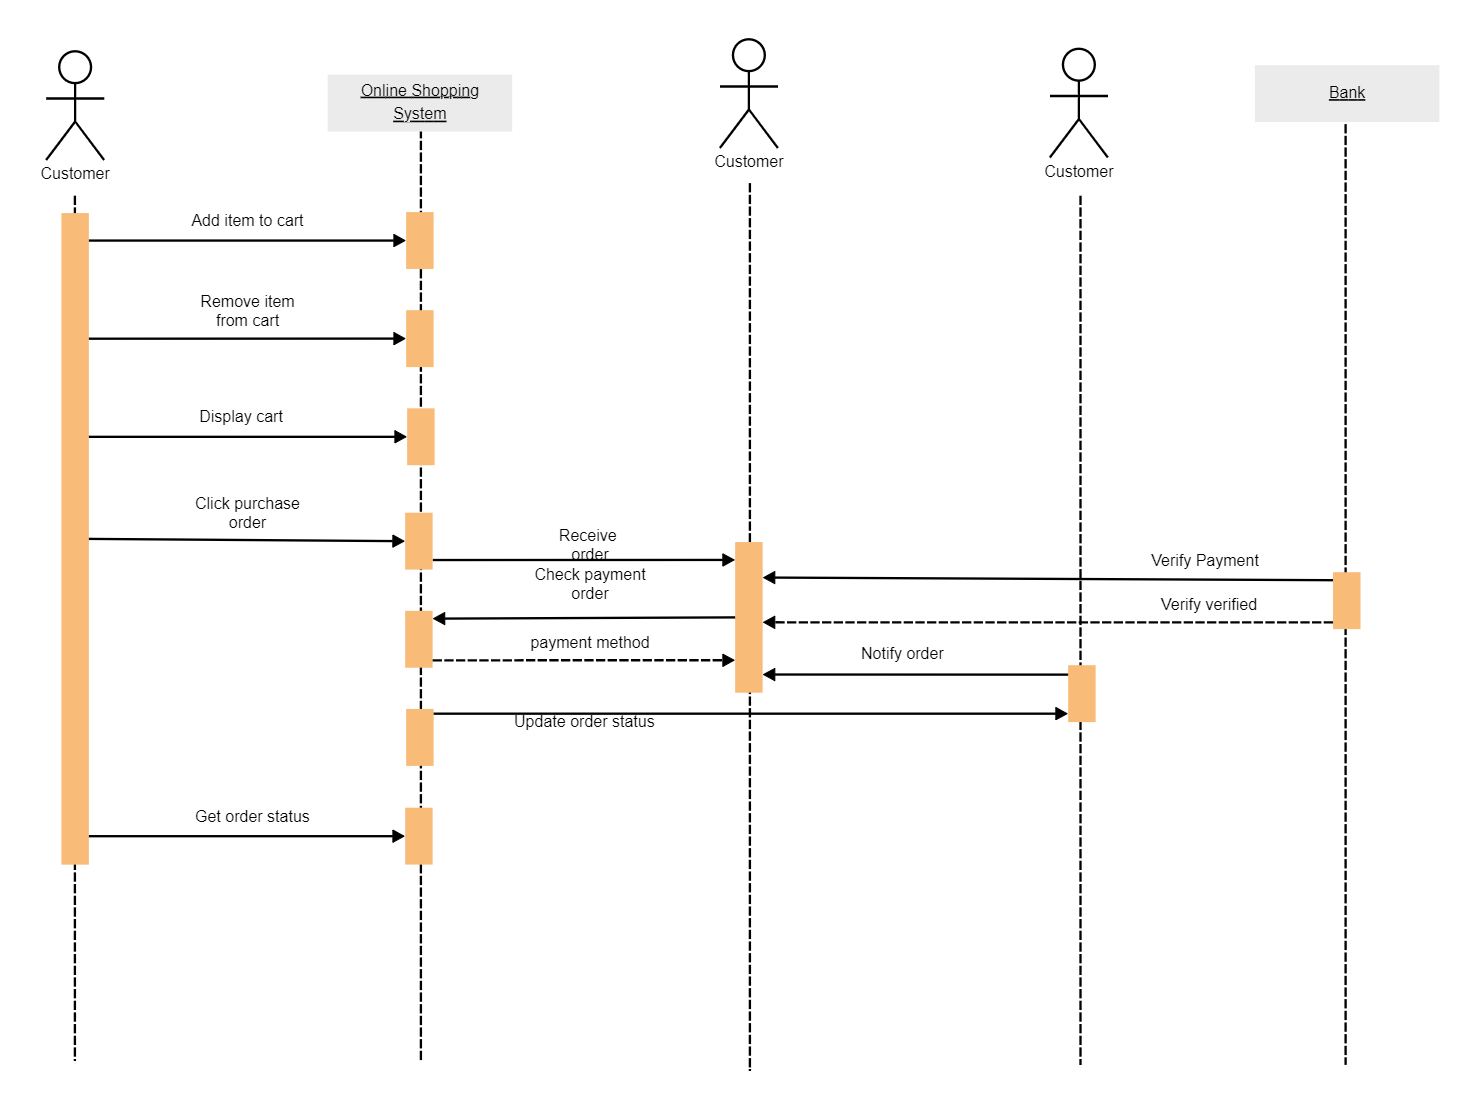 Customer
Online Shopping
System
Customer
Customer
Bank
Add item to cart
Remove item
from cart
Display cart
Click purchase
order
Receive
order
Check payment
order
payment method
Verify Payment
Verify verified
Notify order
Update order status
Get order status